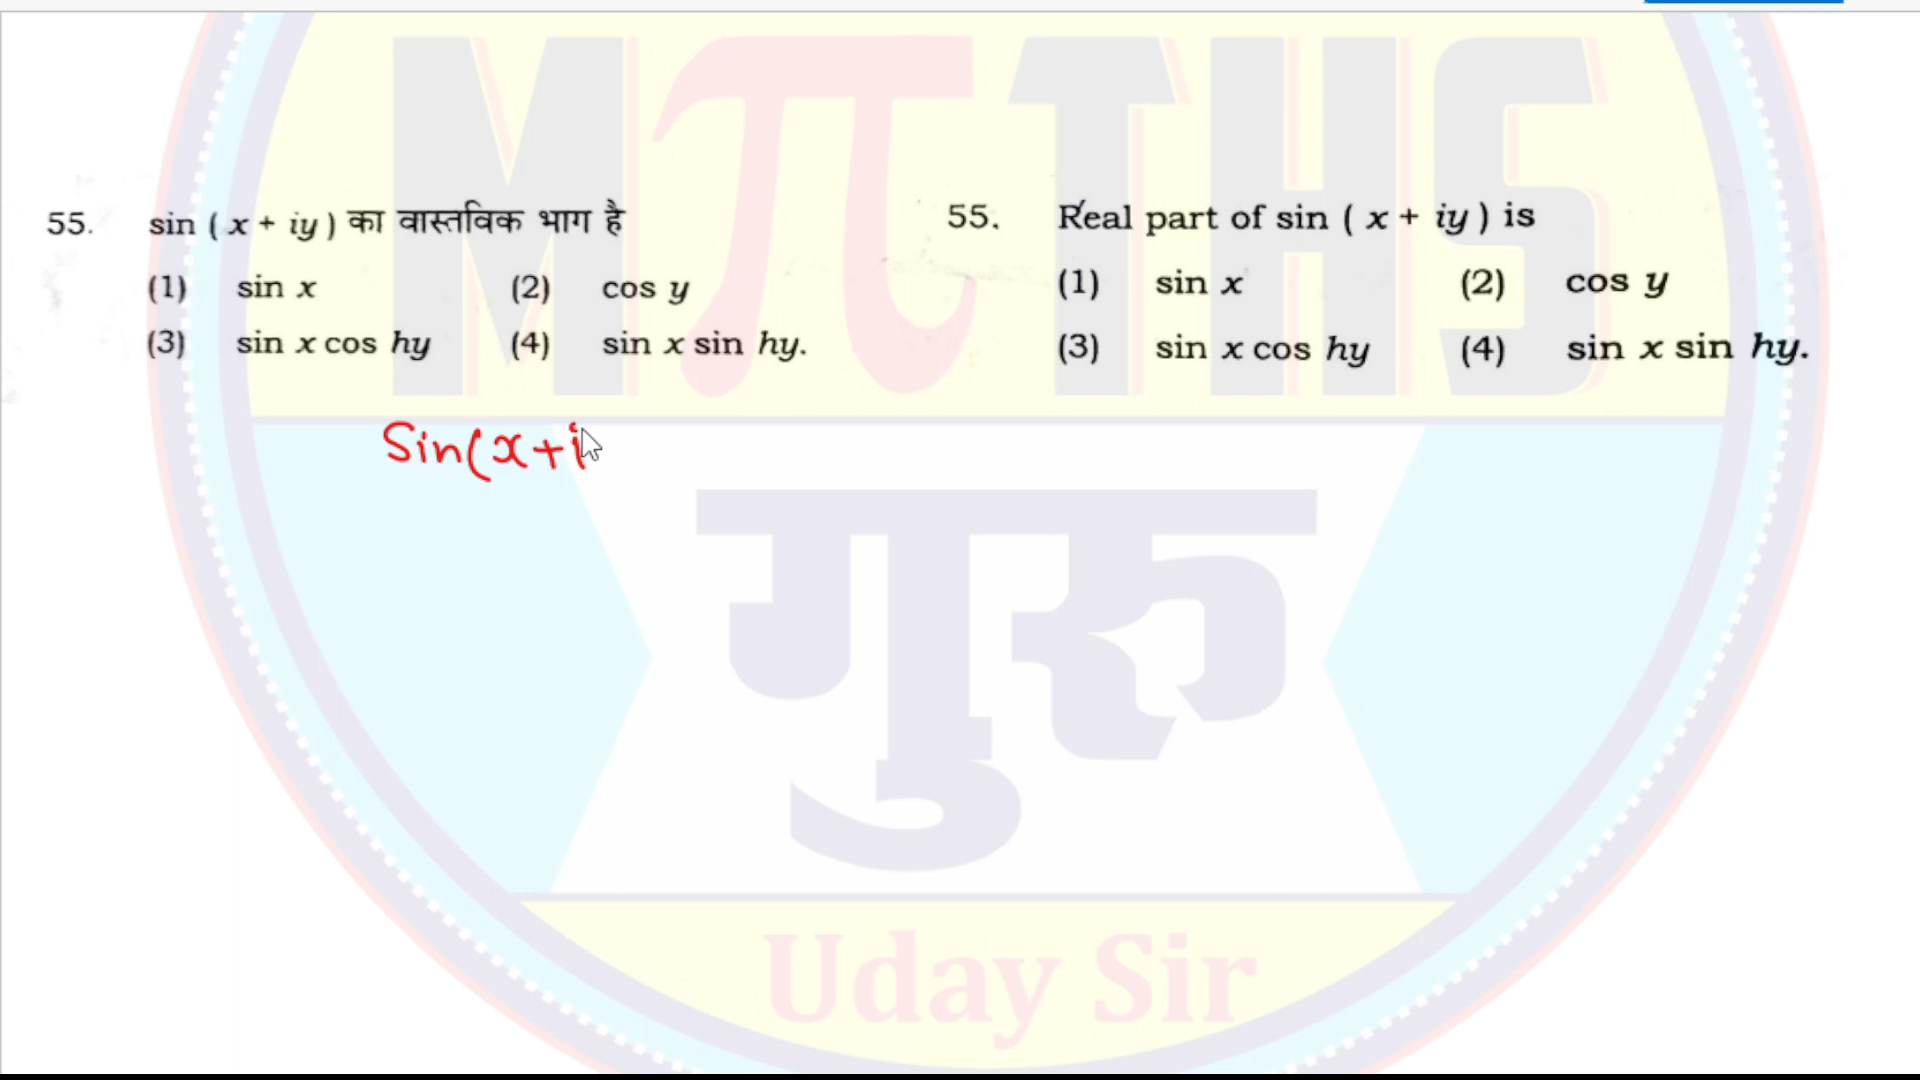 MπTHS
55. sin ( x + iy ) का वास्तविक भाग है
(1) sin x (2) cos y
(3) sin x cos hy (4) sin x sin hy.
55. Real part of sin ( x + iy ) is
(1) sin x (2) cos y
(3) sin x cos hy (4) sin x sin hy.
Sin(x+i
गुरु
Uday Sir